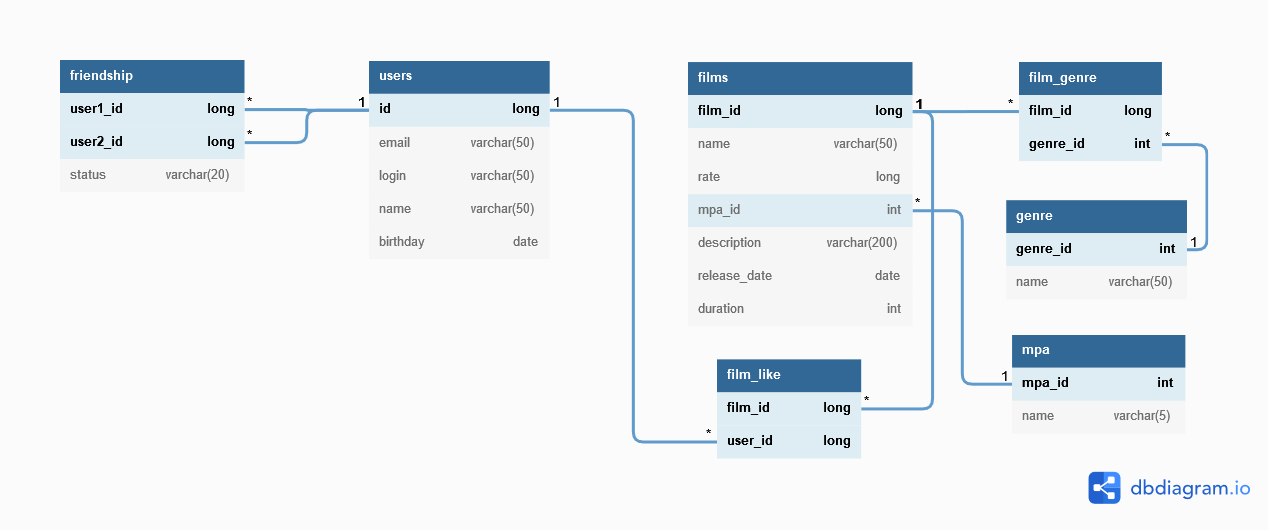 friendship
user1_id long *
user2_id long *
status varchar(20)
users
1 id long 1
email varchar(50)
login varchar(50)
name varchar(50)
birthday date
films
film_id long 1
name varchar(50)
rate long
mpa_id int *
description varchar(200)
release_date date
duration int
film_genre
* film_id long
genre_id int *
genre
genre_id int 1
name varchar(50)
film_like
film_id long *
* user_id long
mpa
1 mpa_id int
name varchar(5)
dbdiagram.io